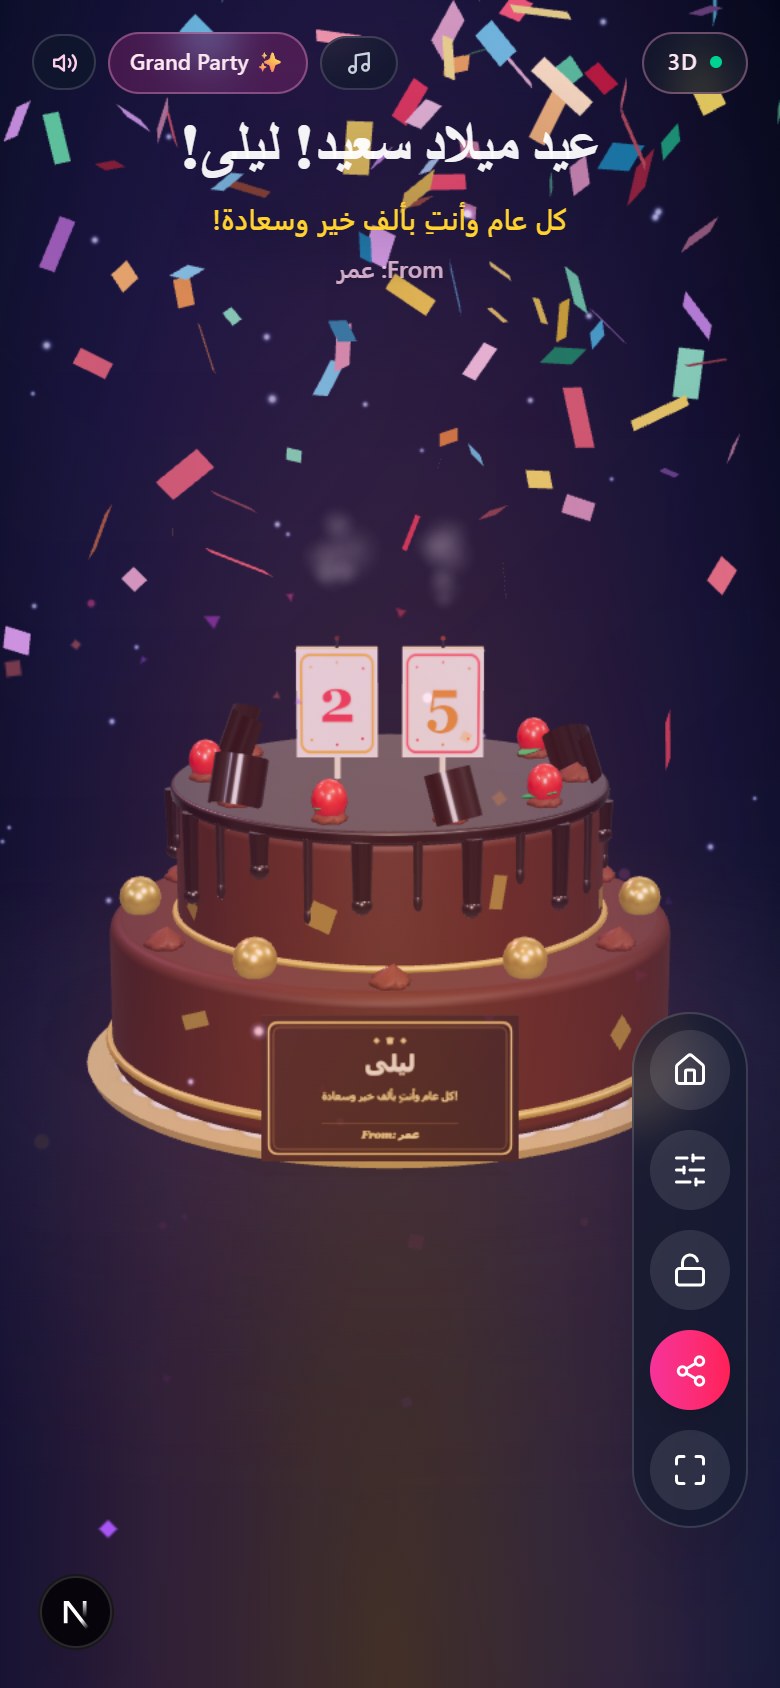 Grand Party ✨
3D
عيد ميلاد سعيد! ليلى!
كل عام وأنتِ بألف خير وسعادة!
From: عمر
2 5
ليلى
اكل عام وأنتِ بألف خير وسعادة
From: عمر
N